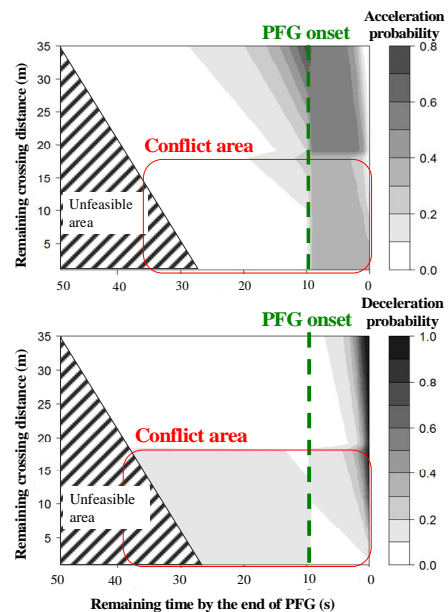 PFG onset
Acceleration
probability
Remaining crossing distance (m)
35
30
25
20
15
10
5
Conflict area
Unfeasible
area
50
40
30
20
10
0
0.8
0.6
0.4
0.2
0.0
PFG onset
Deceleration
probability
Remaining crossing distance (m)
35
30
25
20
15
10
5
Conflict area
Unfeasible
area
50
40
30
20
10
0
1.0
0.8
0.6
0.4
0.2
0.0
Remaining time by the end of PFG (s)